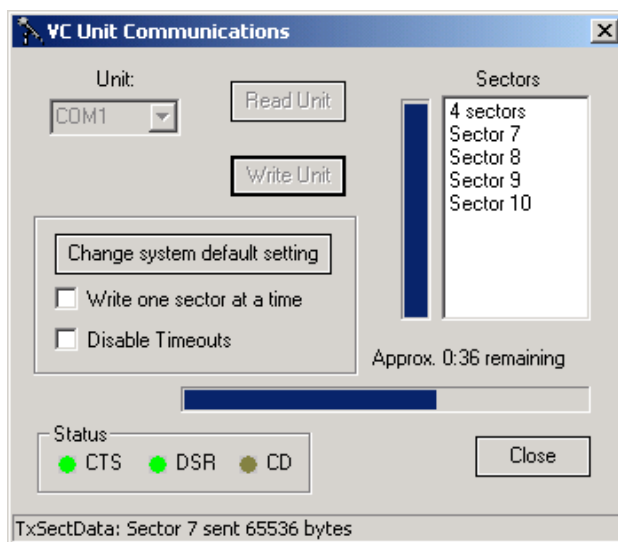 VC Unit Communications
Unit:
COM1
Read Unit
Write Unit
Sectors
4 sectors
Sector 7
Sector 8
Sector 9
Sector 10
Change system default setting
Write one sector at a time
Disable Timeouts
Approx. 0:36 remaining
Status
CTS DSR CD
Close
TxSectData: Sector 7 sent 65536 bytes